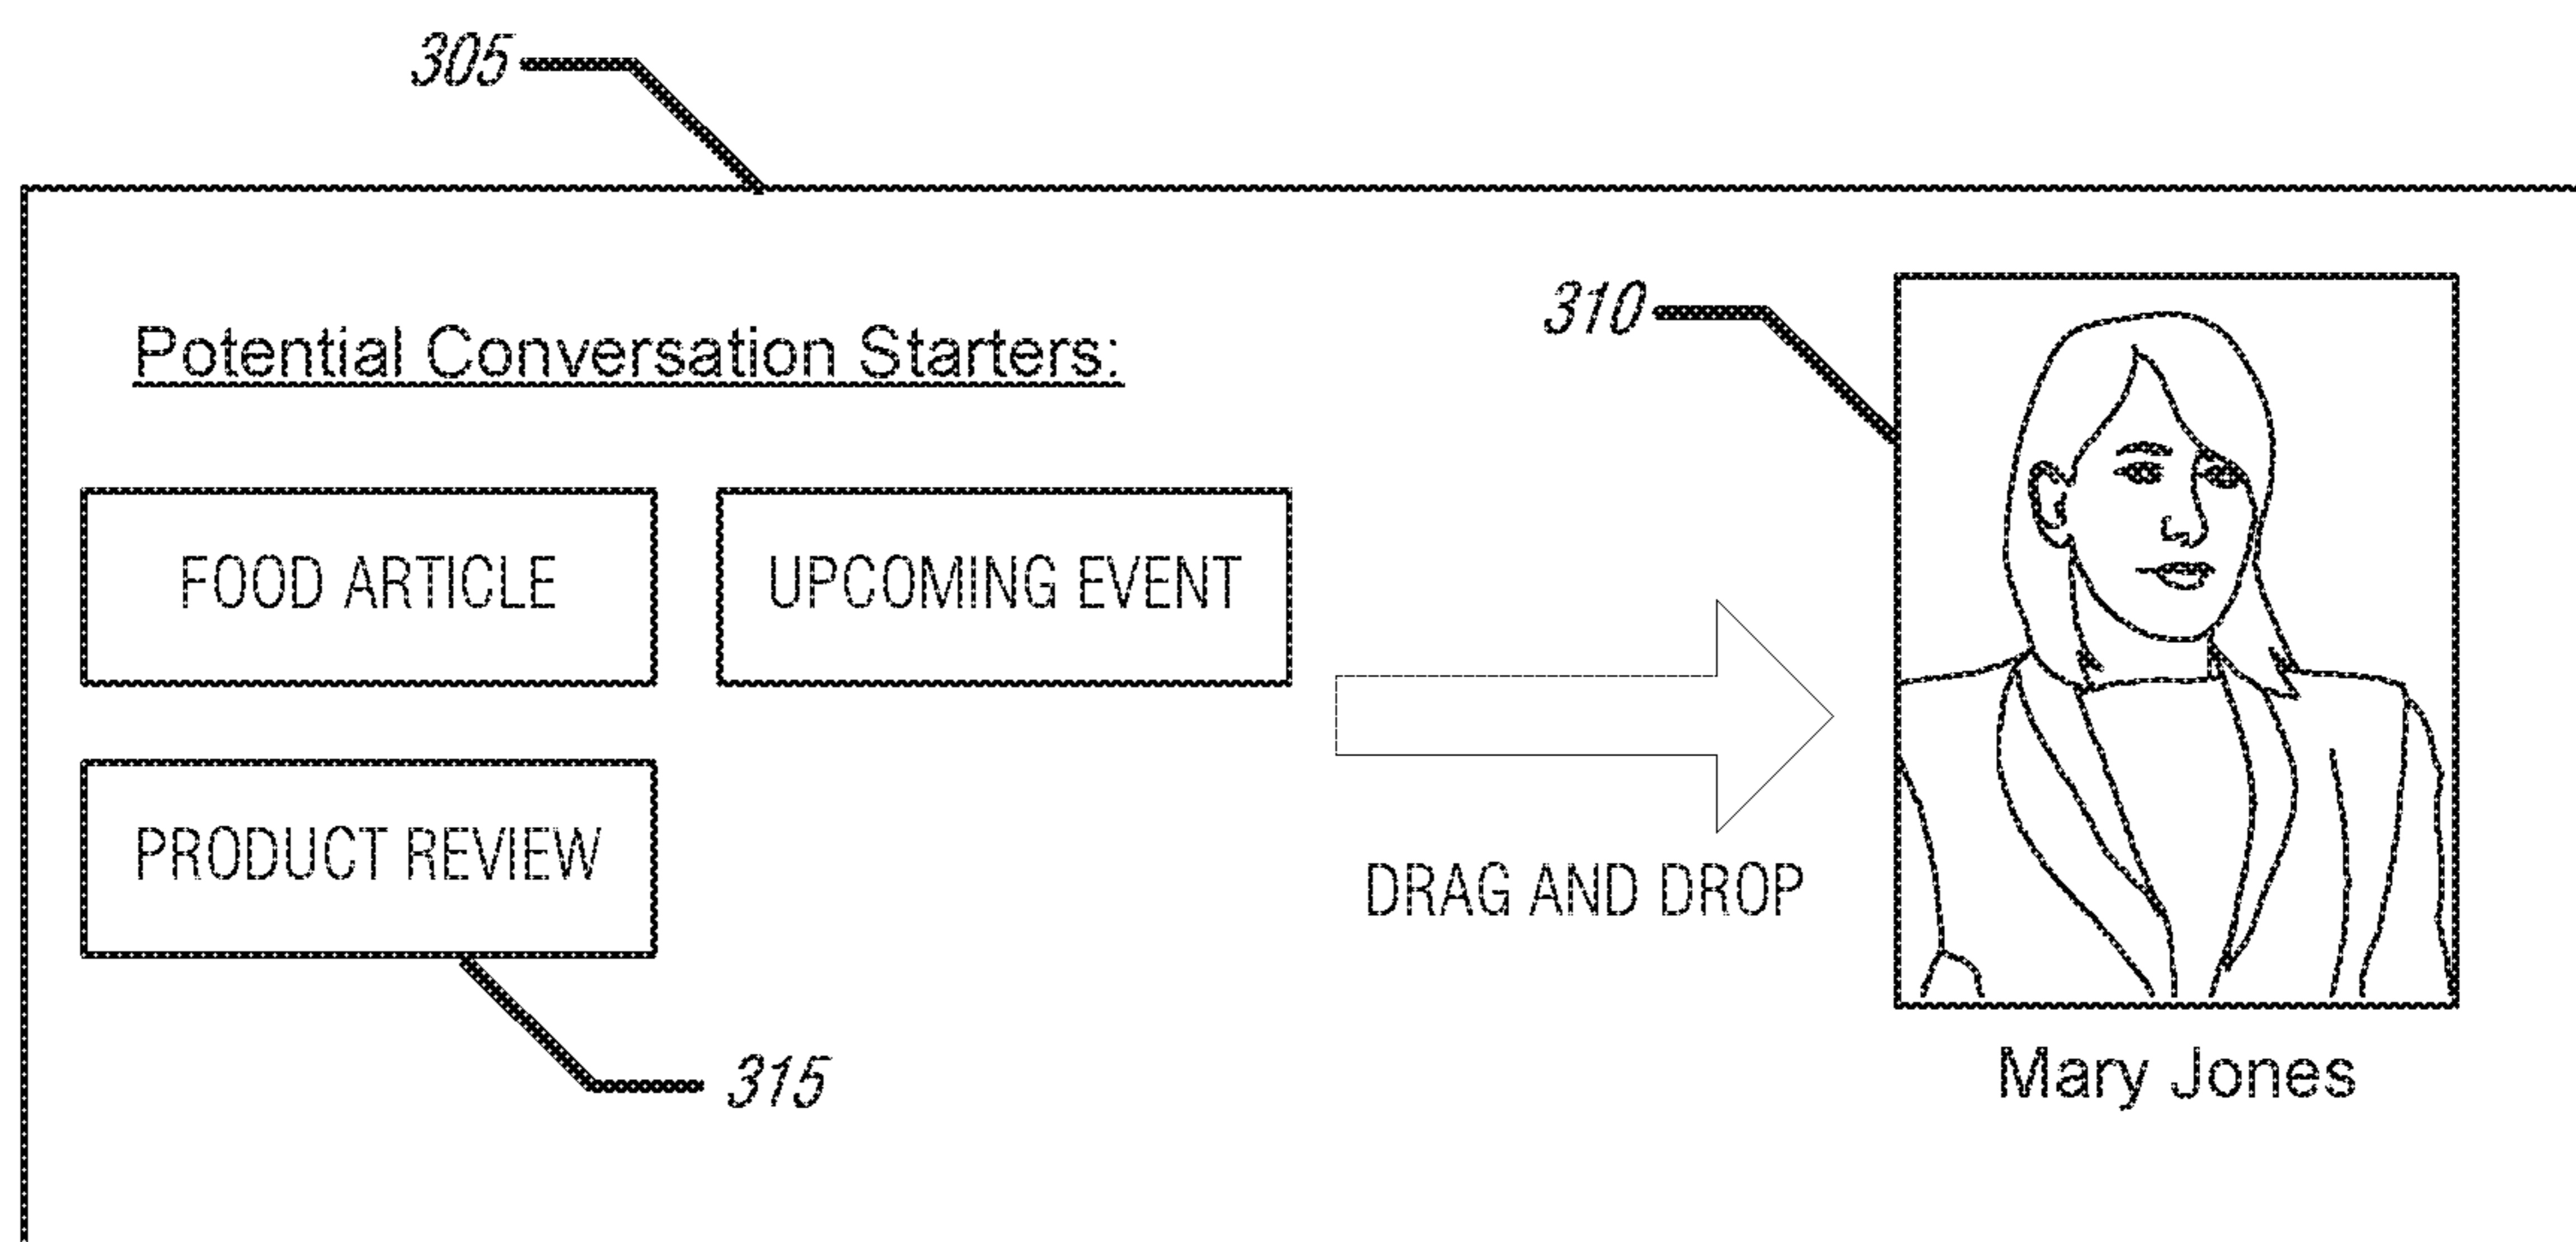 305
310
Potential Conversation Starters:
FOOD ARTICLE
UPCOMING EVENT
PRODUCT REVIEW
DRAG AND DROP
315
Mary Jones